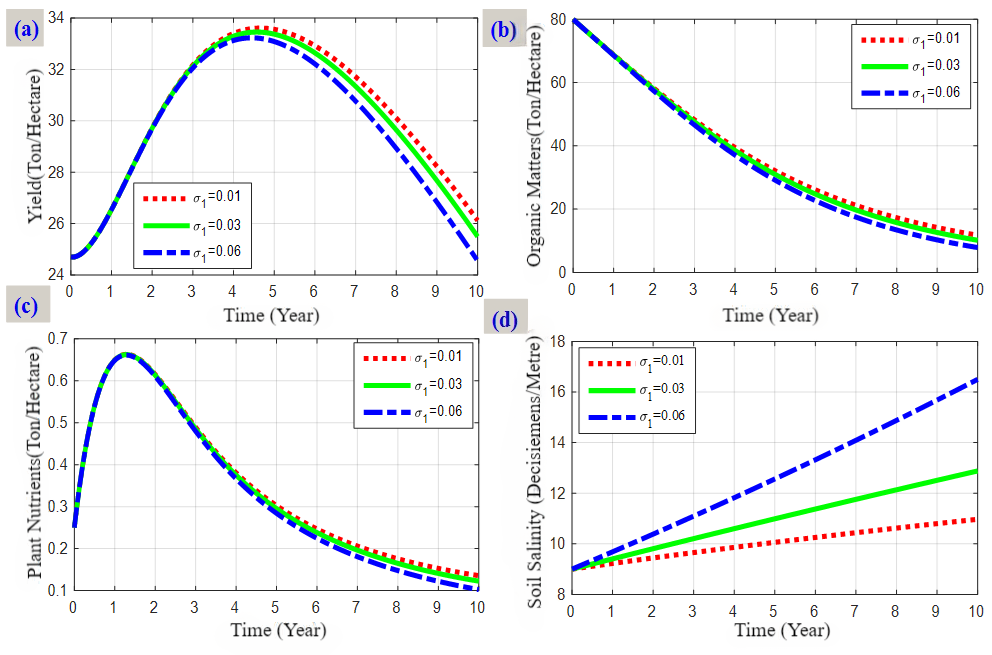 (a)
Yield(Ton/Hectare)
34
32
30
28
26
24
σ1=0.01
σ1=0.03
σ1=0.06
0 1 2 3 4 5 6 7 8 9 10
Time (Year)
(b)
Organic Matters(Ton/Hectare)
80
60
40
20
0
σ1=0.01
σ1=0.03
σ1=0.06
0 1 2 3 4 5 6 7 8 9 10
Time (Year)
(c)
Plant Nutrients(Ton/Hectare)
0.7
0.6
0.5
0.4
0.3
0.2
0.1
σ1=0.01
σ1=0.03
σ1=0.06
0 1 2 3 4 5 6 7 8 9 10
Time (Year)
(d)
Soil Salinity (Decisiemens/Metre)
18
16
14
12
10
8
σ1=0.01
σ1=0.03
σ1=0.06
0 1 2 3 4 5 6 7 8 9 10
Time (Year)